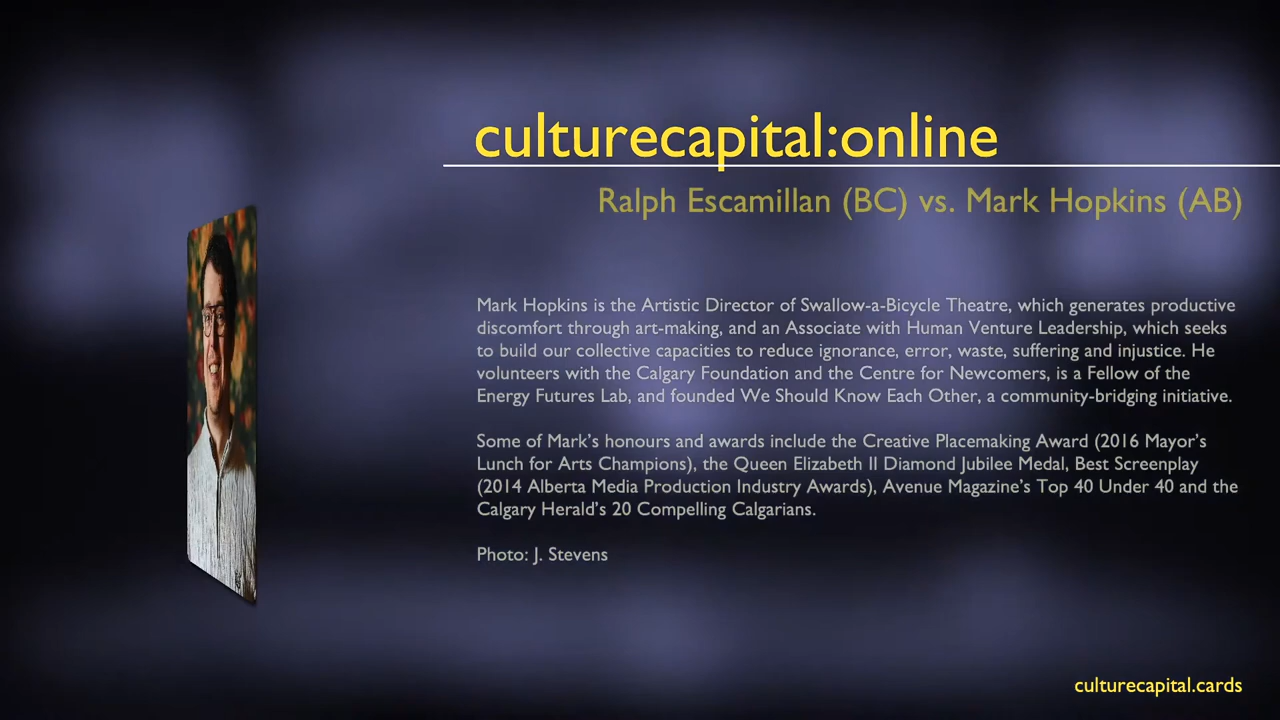 culturecapital:online
Ralph Escamillan (BC) vs. Mark Hopkins (AB)
Mark Hopkins is the Artistic Director of Swallow-a-Bicycle Theatre, which generates productive
discomfort through art-making, and an Associate with Human Venture Leadership, which seeks
to build our collective capacities to reduce ignorance, error, waste, suffering and injustice. He
volunteers with the Calgary Foundation and the Centre for Newcomers, is a Fellow of the
Energy Futures Lab, and founded We Should Know Each Other, a community-bridging initiative.
Some of Mark's honours and awards include the Creative Placemaking Award (2016 Mayor's
Lunch for Arts Champions), the Queen Elizabeth II Diamond Jubilee Medal, Best Screenplay
(2014 Alberta Media Production Industry Awards), Avenue Magazine's Top 40 Under 40 and the
Calgary Herald's 20 Compelling Calgarians.
Photo: J. Stevens
culturecapital.cards